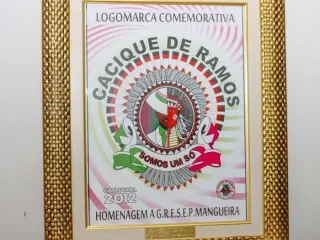 LOGOMARCA COMEMORATIVA
CACIQUE DE RAMOS
SOMOS UM SÓ
CARNAVAL
2012
HOMENAGEM A G.R.E.S.E.P. MANGUEIRA